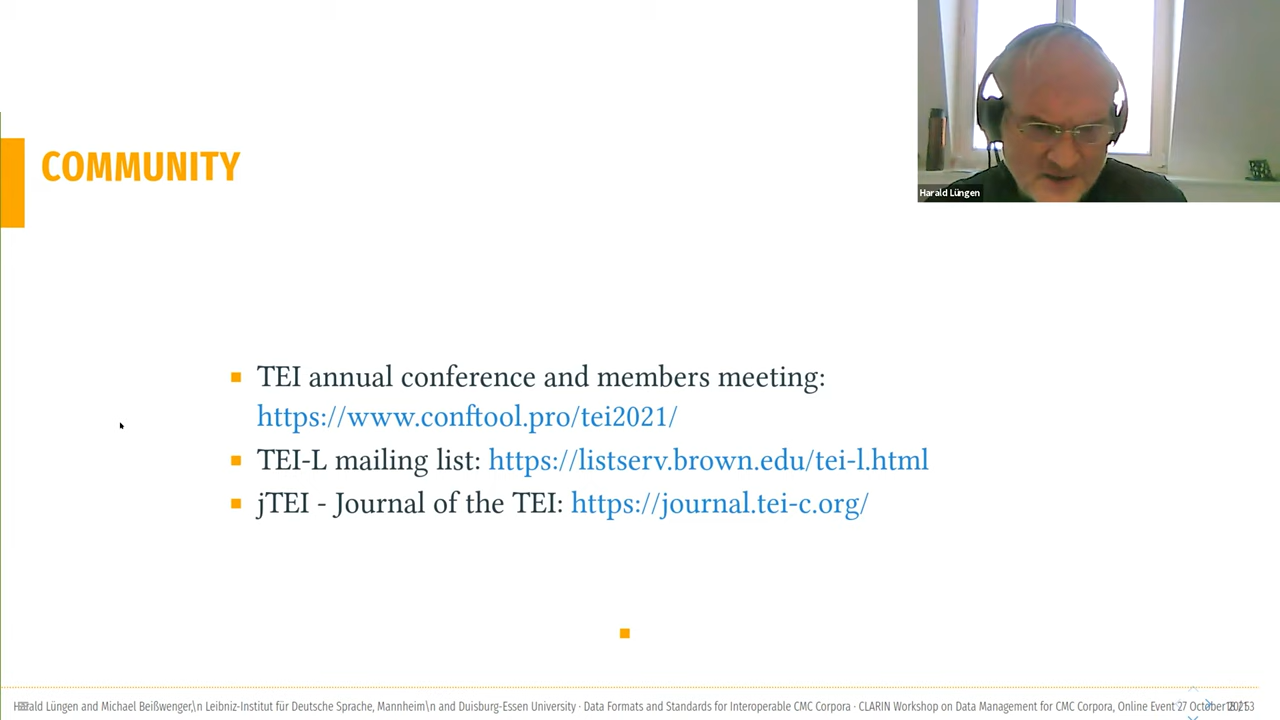 Harald Lüngen
COMMUNITY
TEI annual conference and members meeting:
https://www.conftool.pro/tei2021/
TEI-L mailing list: https://listserv.brown.edu/tei-l.html
jTEI - Journal of the TEI: https://journal.tei-c.org/
Harald Lüngen and Michael Beißwenger,\n Leibniz-Institut für Deutsche Sprache, Mannheim\n and Duisburg-Essen University · Data Formats and Standards for Interoperable CMC Corpora · CLARIN Workshop on Data Management for CMC Corpora, Online Event 27 October